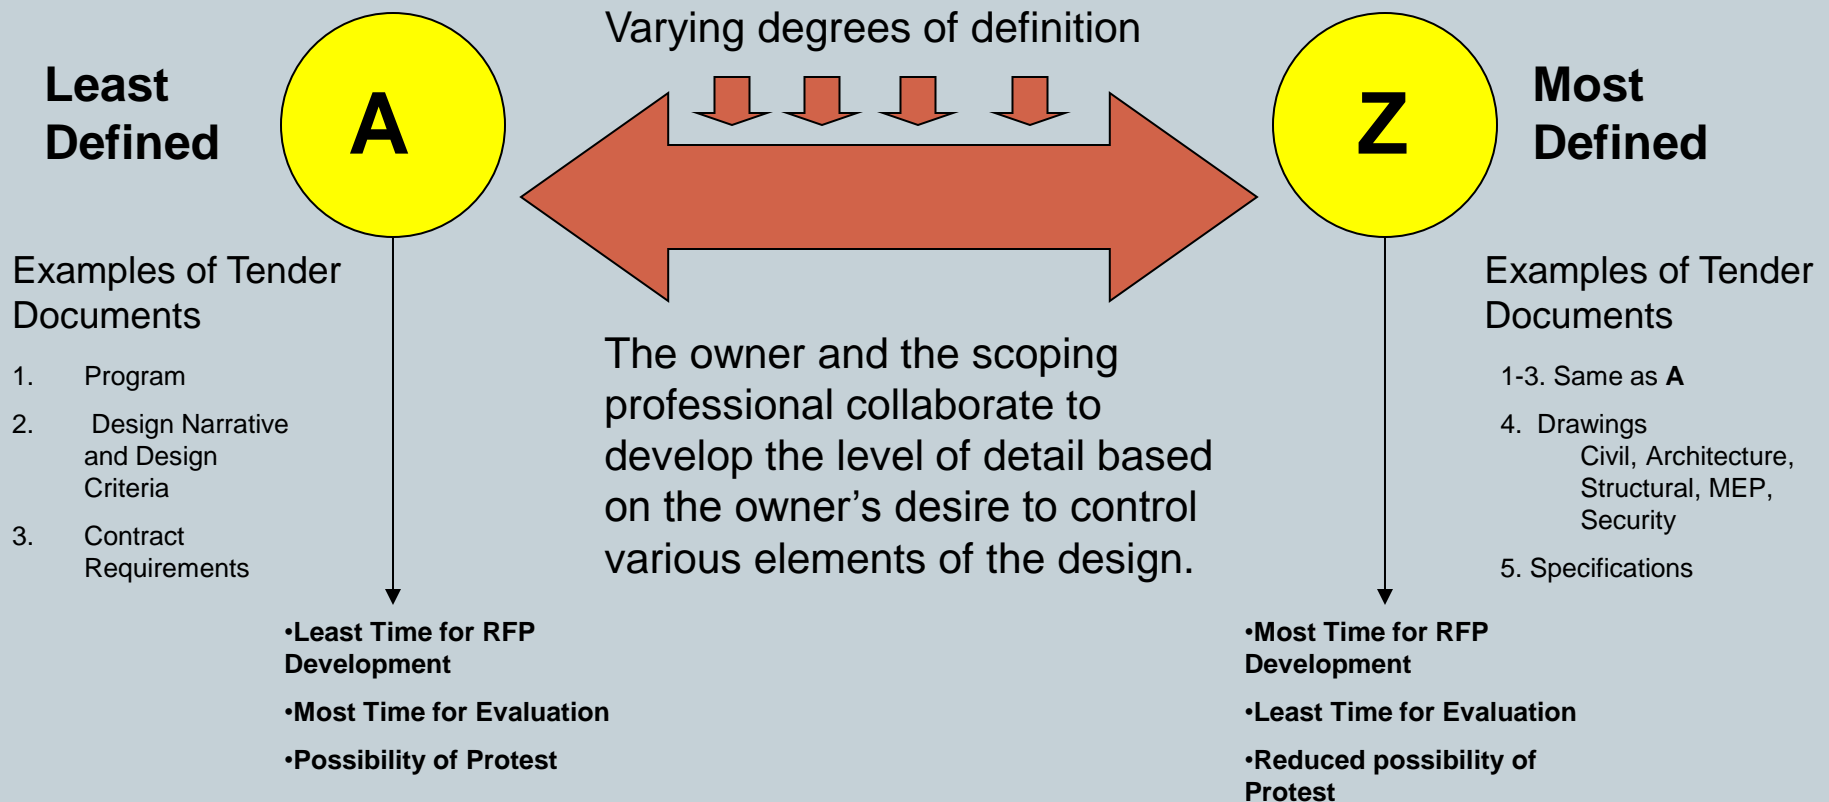 Varying degrees of definition
Least
Defined
A
Z
Most
Defined
Examples of Tender
Documents
1. Program
2. Design Narrative
and Design
Criteria
3. Contract
Requirements
•Least Time for RFP
Development
•Most Time for Evaluation
•Possibility of Protest
The owner and the scoping
professional collaborate to
develop the level of detail based
on the owner’s desire to control
various elements of the design.
Examples of Tender
Documents
1-3. Same as A
4. Drawings
Civil, Architecture,
Structural, MEP,
Security
5. Specifications
•Most Time for RFP
Development
•Least Time for Evaluation
•Reduced possibility of
Protest